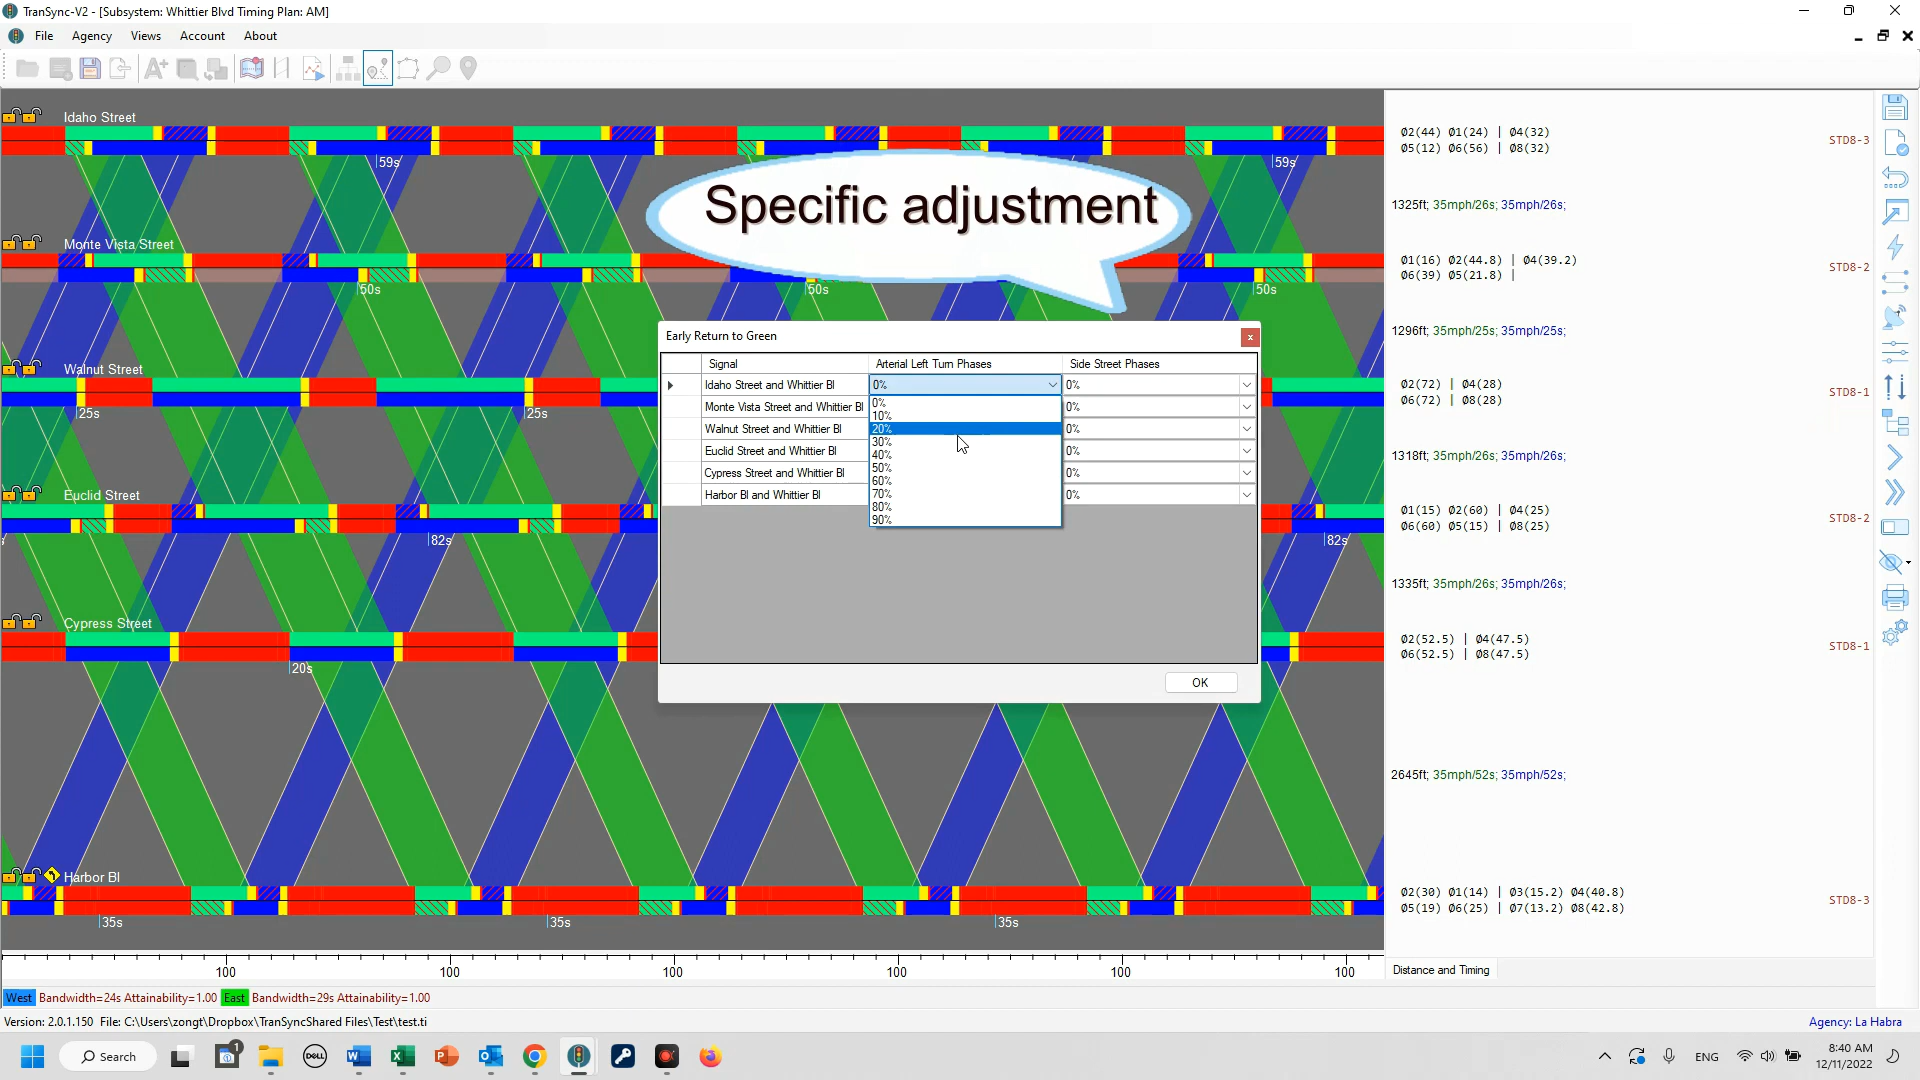 TranSync-V2 - [Subsystem: Whittier Blvd Timing Plan: AM]
File Agency Views Account About
Idaho Street
59s 59s
Ø2(44) Ø1(24) | Ø4(32)
Ø5(12) Ø6(56) | Ø8(32)
STD8-3
Specific adjustment
1325ft; 35mph/26s; 35mph/26s;
Monte Vista Street
50s 50s 50s
Ø1(16) Ø2(44.8) | Ø4(39.2)
Ø6(39) Ø5(21.8) |
STD8-2
1296ft; 35mph/25s; 35mph/25s;
Early Return to Green
Signal Arterial Left Turn Phases Side Street Phases
Idaho Street and Whittier Bl 0% 0%
Monte Vista Street and Whittier Bl 0%
Walnut Street and Whittier Bl 0%
Euclid Street and Whittier Bl 0%
Cypress Street and Whittier Bl 0%
Harbor Bl and Whittier Bl 0%
0%
10%
20%
30%
40%
50%
60%
70%
80%
90%
OK
Walnut Street
25s 25s
Ø2(72) | Ø4(28)
Ø6(72) | Ø8(28)
STD8-1
1318ft; 35mph/26s; 35mph/26s;
Euclid Street
82s 82s
Ø1(15) Ø2(60) | Ø4(25)
Ø6(60) Ø5(15) | Ø8(25)
STD8-2
1335ft; 35mph/26s; 35mph/26s;
Cypress Street
20s
Ø2(52.5) | Ø4(47.5)
Ø6(52.5) | Ø8(47.5)
STD8-1
2645ft; 35mph/52s; 35mph/52s;
Harbor Bl
35s 35s 35s
Ø2(30) Ø1(14) | Ø3(15.2) Ø4(40.8)
Ø5(19) Ø6(25) | Ø7(13.2) Ø8(42.8)
STD8-3
100 100 100 100 100 100
Distance and Timing
West Bandwidth=24s Attainability=1.00 East Bandwidth=29s Attainability=1.00
Version: 2.0.1.150 File: C:\Users\zongt\Dropbox\TranSyncShared Files\Test\test.ti
Agency: La Habra
Search
1
DELL
ENG
8:40 AM
12/11/2022